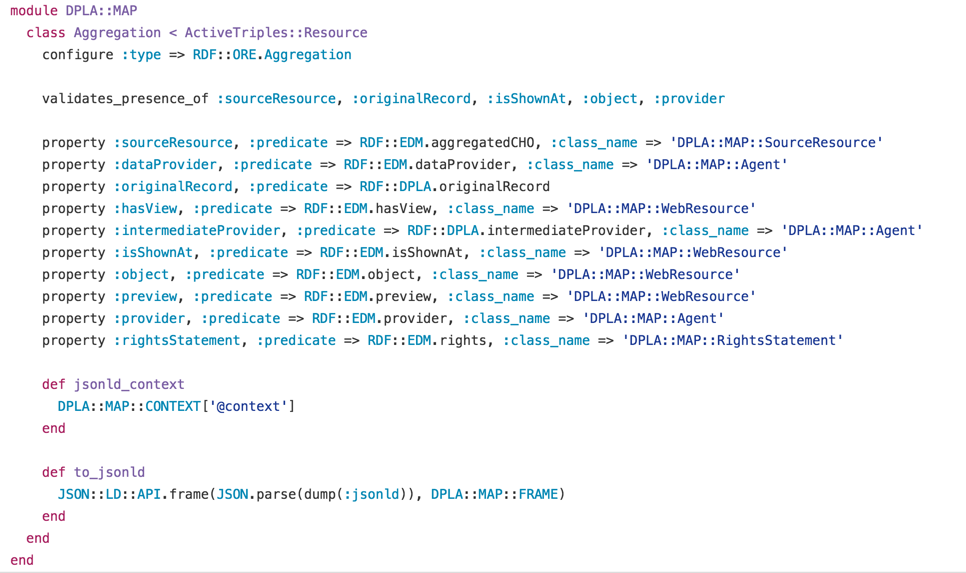 module DPLA::MAP
  class Aggregation < ActiveTriples::Resource
    configure :type => RDF::ORE.Aggregation

    validates_presence_of :sourceResource, :originalRecord, :isShownAt, :object, :provider

    property :sourceResource, :predicate => RDF::EDM.aggregatedCHO, :class_name => 'DPLA::MAP::SourceResource'
    property :dataProvider, :predicate => RDF::EDM.dataProvider, :class_name => 'DPLA::MAP::Agent'
    property :originalRecord, :predicate => RDF::DPLA.originalRecord
    property :hasView, :predicate => RDF::EDM.hasView, :class_name => 'DPLA::MAP::WebResource'
    property :intermediateProvider, :predicate => RDF::DPLA.intermediateProvider, :class_name => 'DPLA::MAP::Agent'
    property :isShownAt, :predicate => RDF::EDM.isShownAt, :class_name => 'DPLA::MAP::WebResource'
    property :object, :predicate => RDF::EDM.object, :class_name => 'DPLA::MAP::WebResource'
    property :preview, :predicate => RDF::EDM.preview, :class_name => 'DPLA::MAP::WebResource'
    property :provider, :predicate => RDF::EDM.provider, :class_name => 'DPLA::MAP::Agent'
    property :rightsStatement, :predicate => RDF::EDM.rights, :class_name => 'DPLA::MAP::RightsStatement'

    def jsonld_context
      DPLA::MAP::CONTEXT['@context']
    end

    def to_jsonld
      JSON::LD::API.frame(JSON.parse(dump(:jsonld)), DPLA::MAP::FRAME)
    end
  end
end